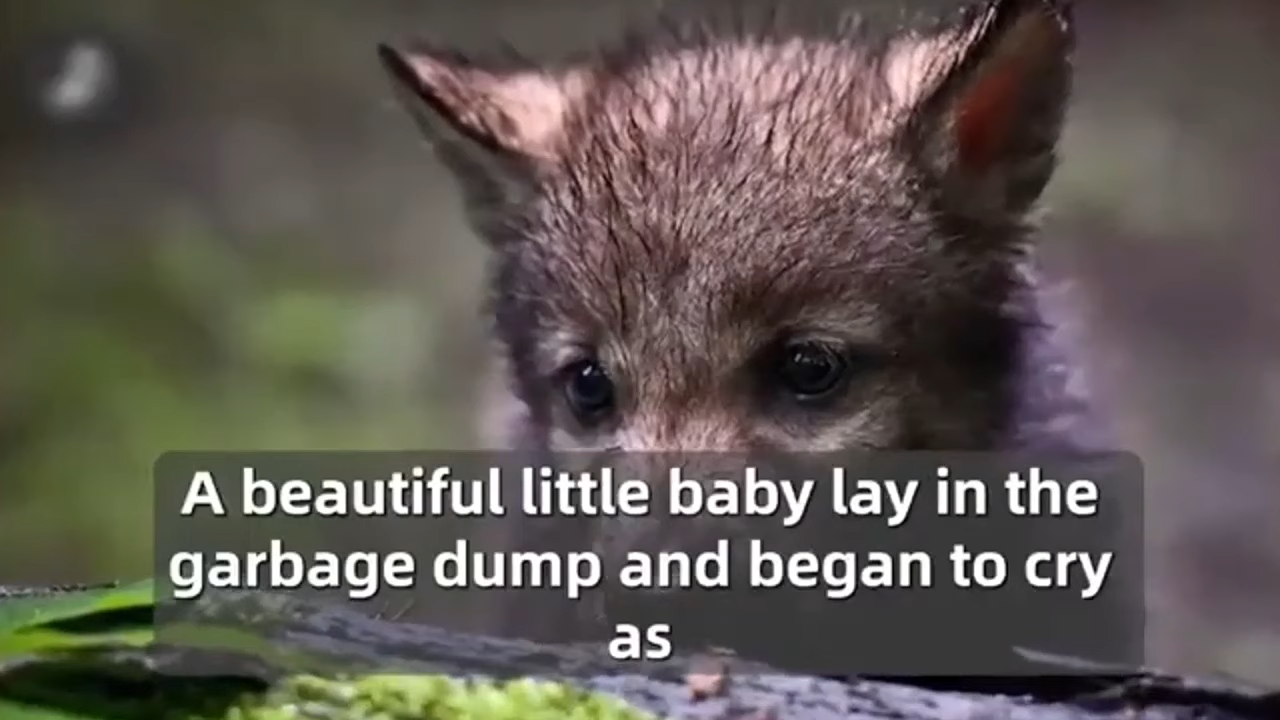 A beautiful little baby lay in the
garbage dump and began to cry
as